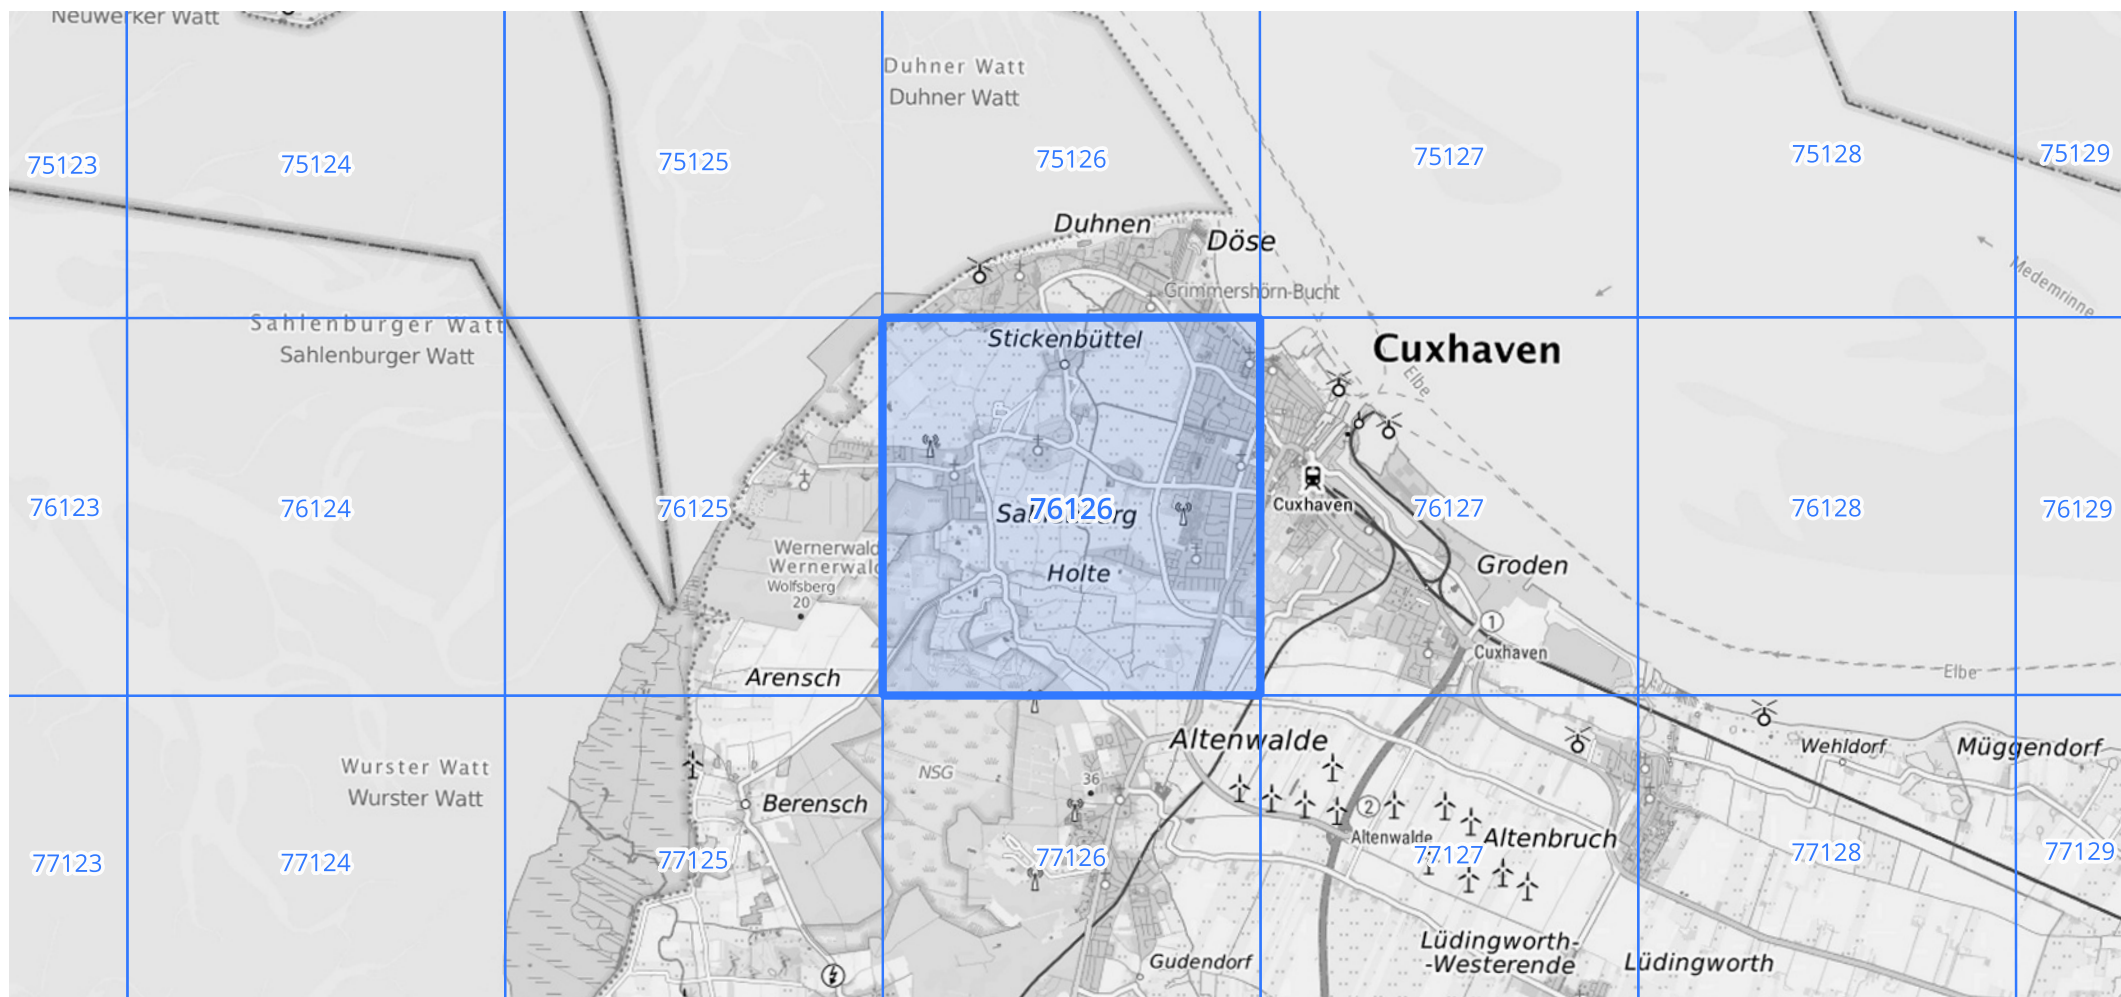 Neuwerker Watt
Duhner Watt
Duhner Watt
75123
75124
75125
75126
75127
75128
75129
Duhnen
Döse
Grimmershörn-Bucht
Medemrinne
Sahlenburger Watt
Sahlenburger Watt
Stickenbüttel
Cuxhaven
Elbe
76123
76124
76125
76126
76127
76128
76129
Cuxhaven
Wernerwald
Wernerwald
Wolfsberg
20
Holte
Groden
1
Cuxhaven
Elbe
Arensch
Altenwalde
Wehldorf
Müggendorf
Wurster Watt
Wurster Watt
NSG
36
Berensch
2
Altenwalde
Altenbruch
77123
77124
77125
77126
77127
77128
77129
Lüdingworth-
-Westerende
Lüdingworth
Gudendorf